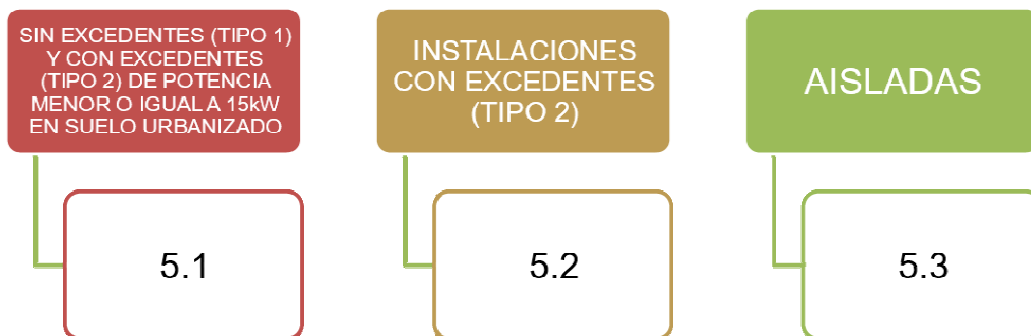 SIN EXCEDENTES (TIPO 1)
Y CON EXCEDENTES
(TIPO 2) DE POTENCIA
MENOR O IGUAL A 15kW
EN SUELO URBANIZADO
5.1
INSTALACIONES
CON EXCEDENTES
(TIPO 2)
5.2
AISLADAS
5.3